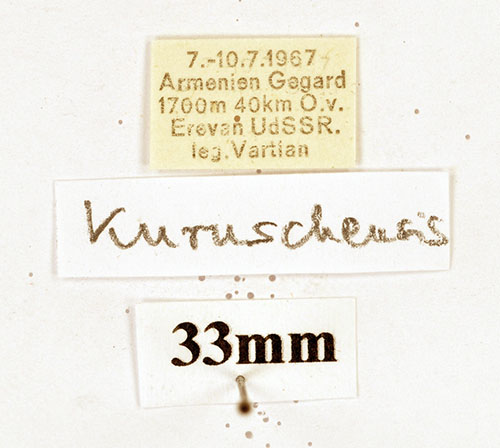 7.-10.7.1967
Armenien Gegard
1700m 40km O.v.
Erevan UdSSR.
leg.Vartian
Kuruschensis
33mm